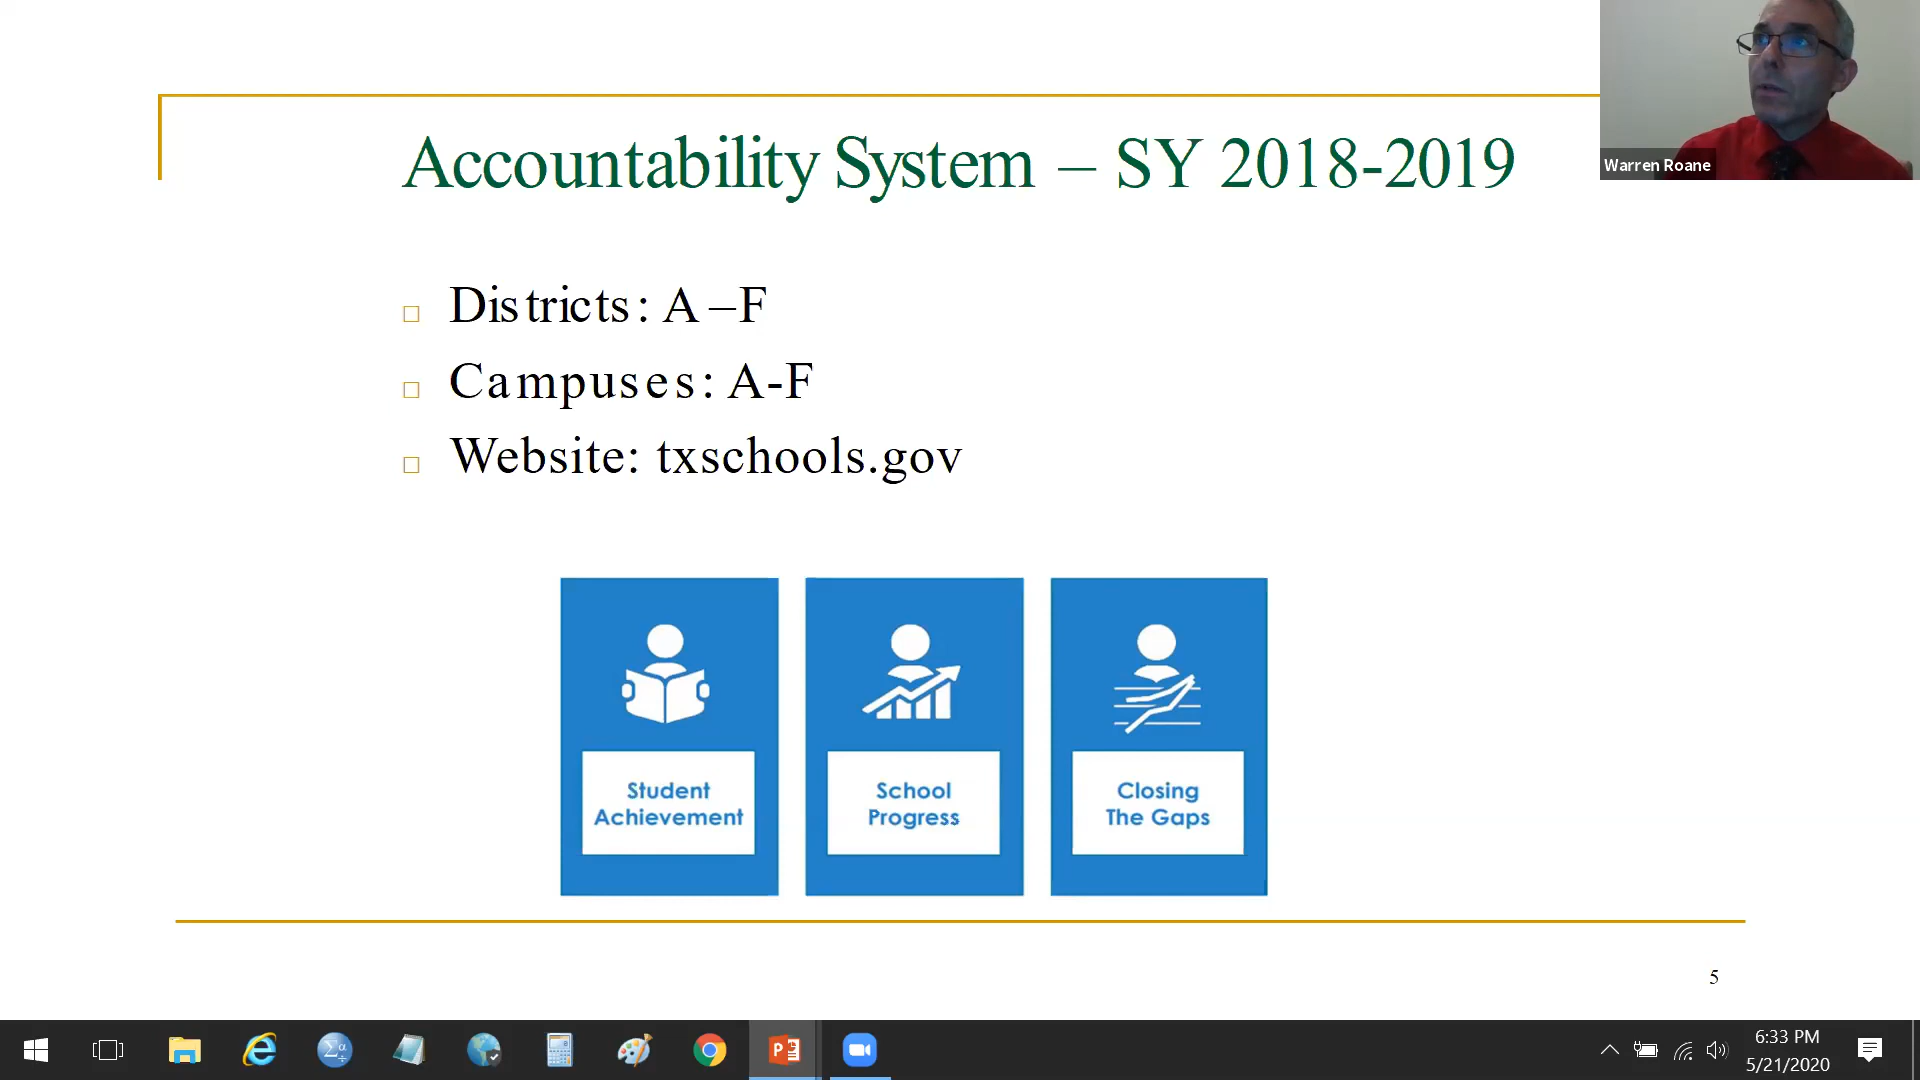 Accountability System – SY 2018-2019
Warren Roane
Districts: A –F
Campuses: A-F
Website: txschools.gov
Student
Achievement
School
Progress
Closing
The Gaps
5
6:33 PM
5/21/2020